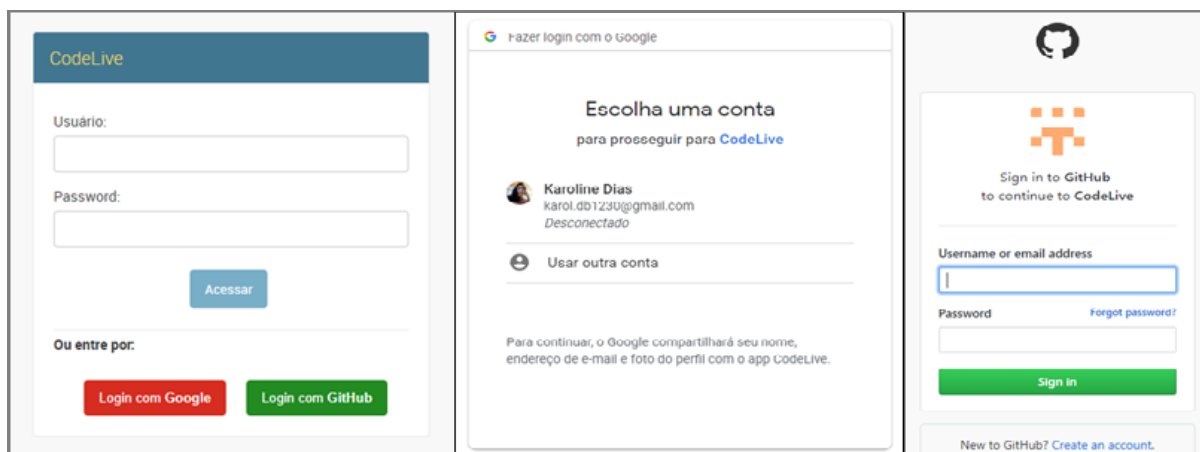 CodeLive
Usuário:
Password:
Acessar
Ou entre por:
Login com Google
Login com GitHub
Fazer login com o Google
Escolha uma conta
para prosseguir para CodeLive
Karoline Dias
karol.db1230@gmail.com
Desconectado
Usar outra conta
Para continuar, o Google compartilhará seu nome,
endereço de e-mail e foto do perfil com o app CodeLive.
Sign in to GitHub
to continue to CodeLive
Username or email address
Password
Forgot password?
Sign in
New to GitHub? Create an account.